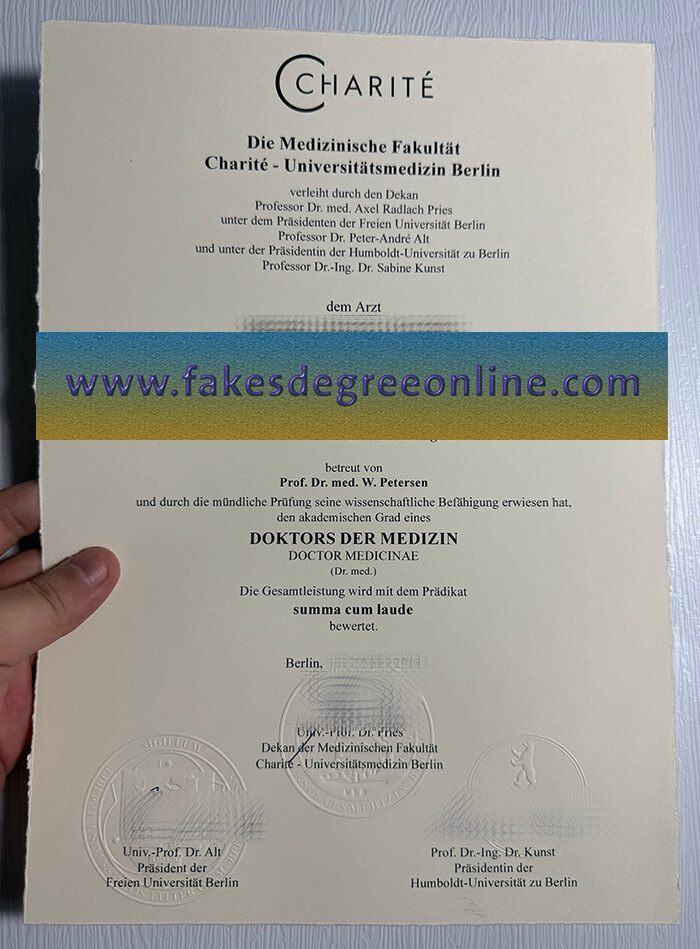 CHARITÉ
Die Medizinische Fakultät
Charité - Universitätsmedizin Berlin
verleiht durch den Dekan
Professor Dr. med. Axel Radlach Pries
unter dem Präsidenten der Freien Universität Berlin
Professor Dr. Peter-André Alt
und unter der Präsidentin der Humboldt-Universität zu Berlin
Professor Dr.-Ing. Dr. Sabine Kunst
dem Arzt
www.fakesdegreeonline.com
betreut von
Prof. Dr. med. W. Petersen
und durch die mündliche Prüfung seine wissenschaftliche Befähigung erwiesen hat,
den akademischen Grad eines
DOKTORS DER MEDIZIN
DOCTOR MEDICINAE
(Dr. med.)
Die Gesamtleistung wird mit dem Prädikat
summa cum laude
bewertet.
Berlin,
Univ.-Prof. Dr. Pries
Dekan der Medizinischen Fakultät
Charité - Universitätsmedizin Berlin
SIGILLUM
Univ.-Prof. Dr. Alt
Präsident der
Freien Universität Berlin
Prof. Dr.-Ing. Dr. Kunst
Präsidentin der
Humboldt-Universität zu Berlin